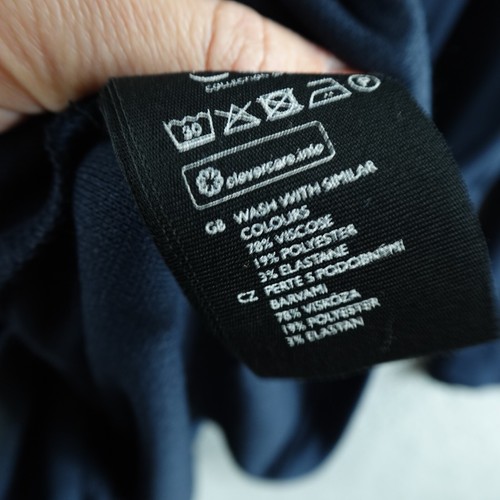 COLLECTION
30
P
clevercare.info
GB WASH WITH SIMILAR
COLOURS
78% VISCOSE
19% POLYESTER
3% ELASTANE
CZ PERTE S PODOBNÝMI
BARVAMI
78% VISKÓZA
19% POLYESTER
3% ELASTAN